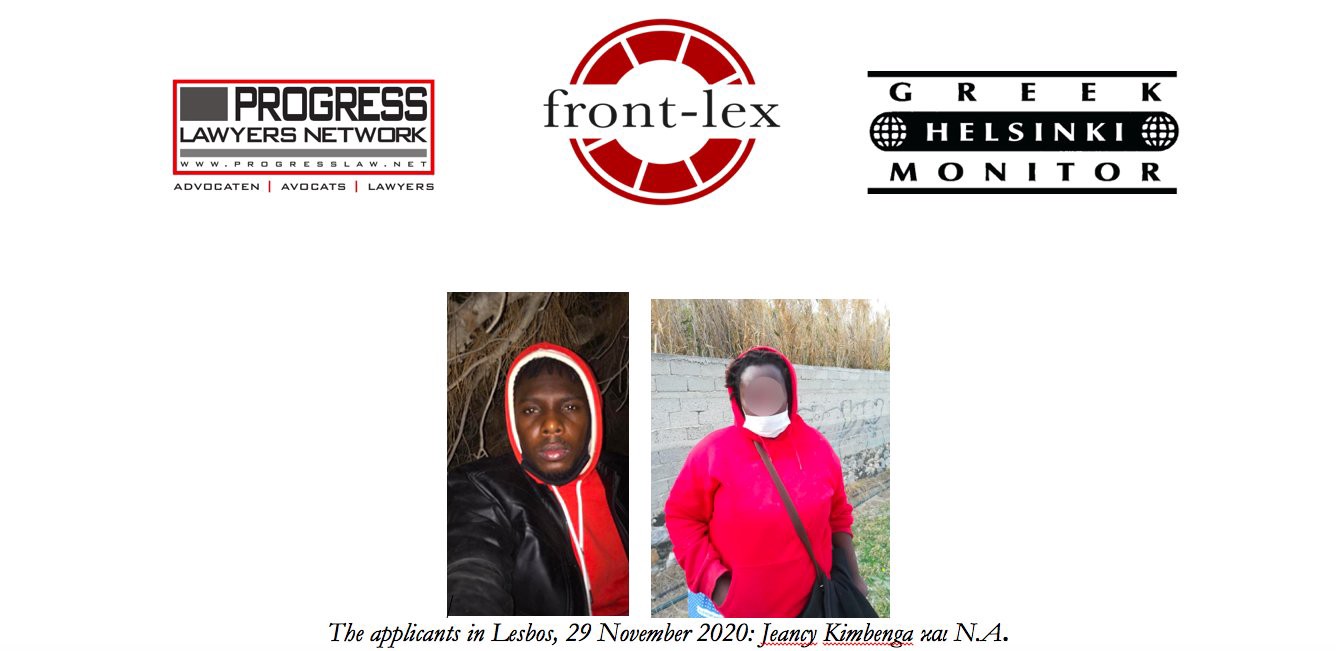 PROGRESS
LAWYERS NETWORK
WWW.PROGRESSLAW.NET
ADVOCATEN | AVOCATS | LAWYERS
front-lex
GREEK
HELSINKI
MONITOR
The applicants in Lesbos, 29 November 2020: Jeancy Kimbenga και N.A.